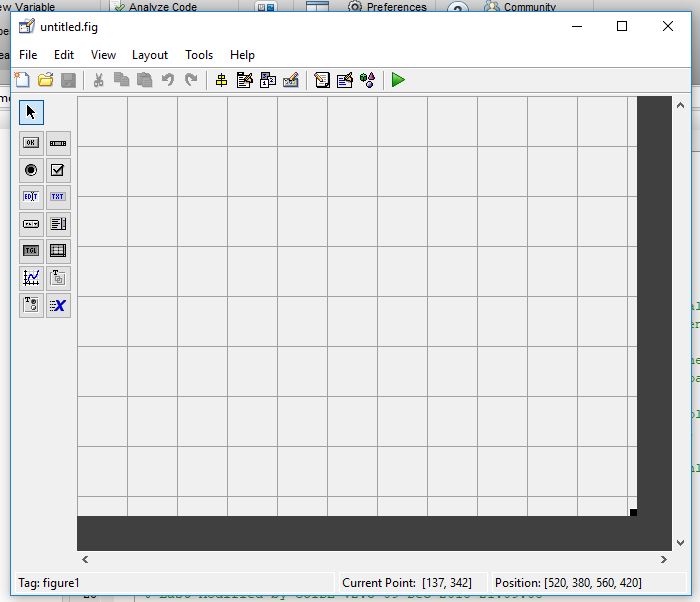 w Variable Analyze Code Preferences ? Community
untitled.fig
File Edit View Layout Tools Help
OK
EDIT TXT
TGL
T
T X
Tag: figure1 Current Point: [137, 342] Position: [520, 380, 560, 420]